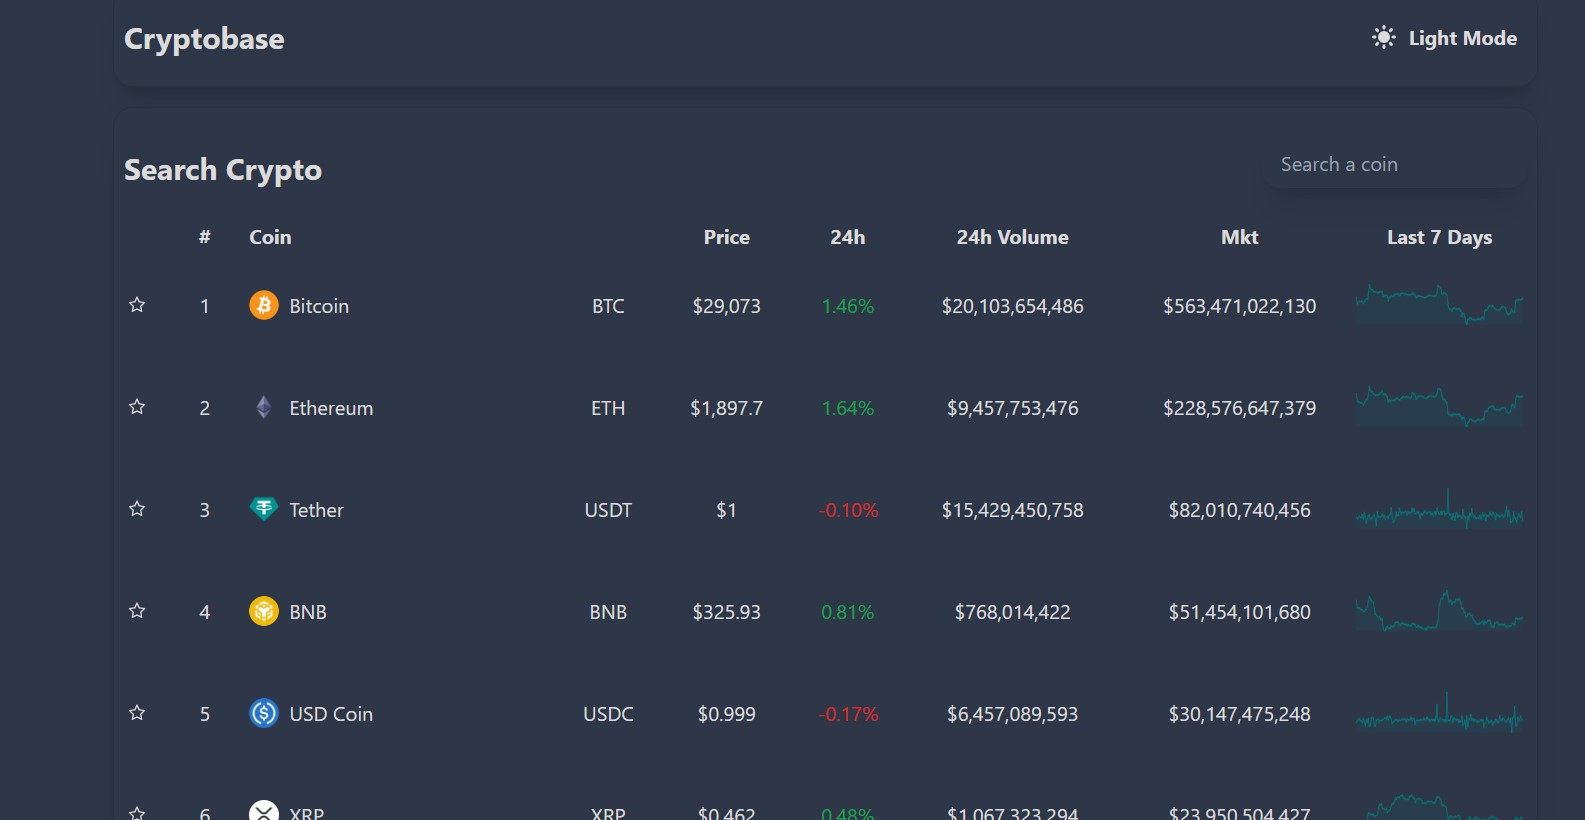 Cryptobase
Light Mode
Search Crypto
Search a coin
# Coin Price 24h 24h Volume Mkt Last 7 Days
1 Bitcoin BTC $29,073 1.46% $20,103,654,486 $563,471,022,130
2 Ethereum ETH $1,897.7 1.64% $9,457,753,476 $228,576,647,379
3 Tether USDT $1 -0.10% $15,429,450,758 $82,010,740,456
4 BNB BNB $325.93 0.81% $768,014,422 $51,454,101,680
5 USD Coin USDC $0.999 -0.17% $6,457,089,593 $30,147,475,248
6 XRP XRP $0.462 0.48% $1,067,323,294 $23,950,504,427